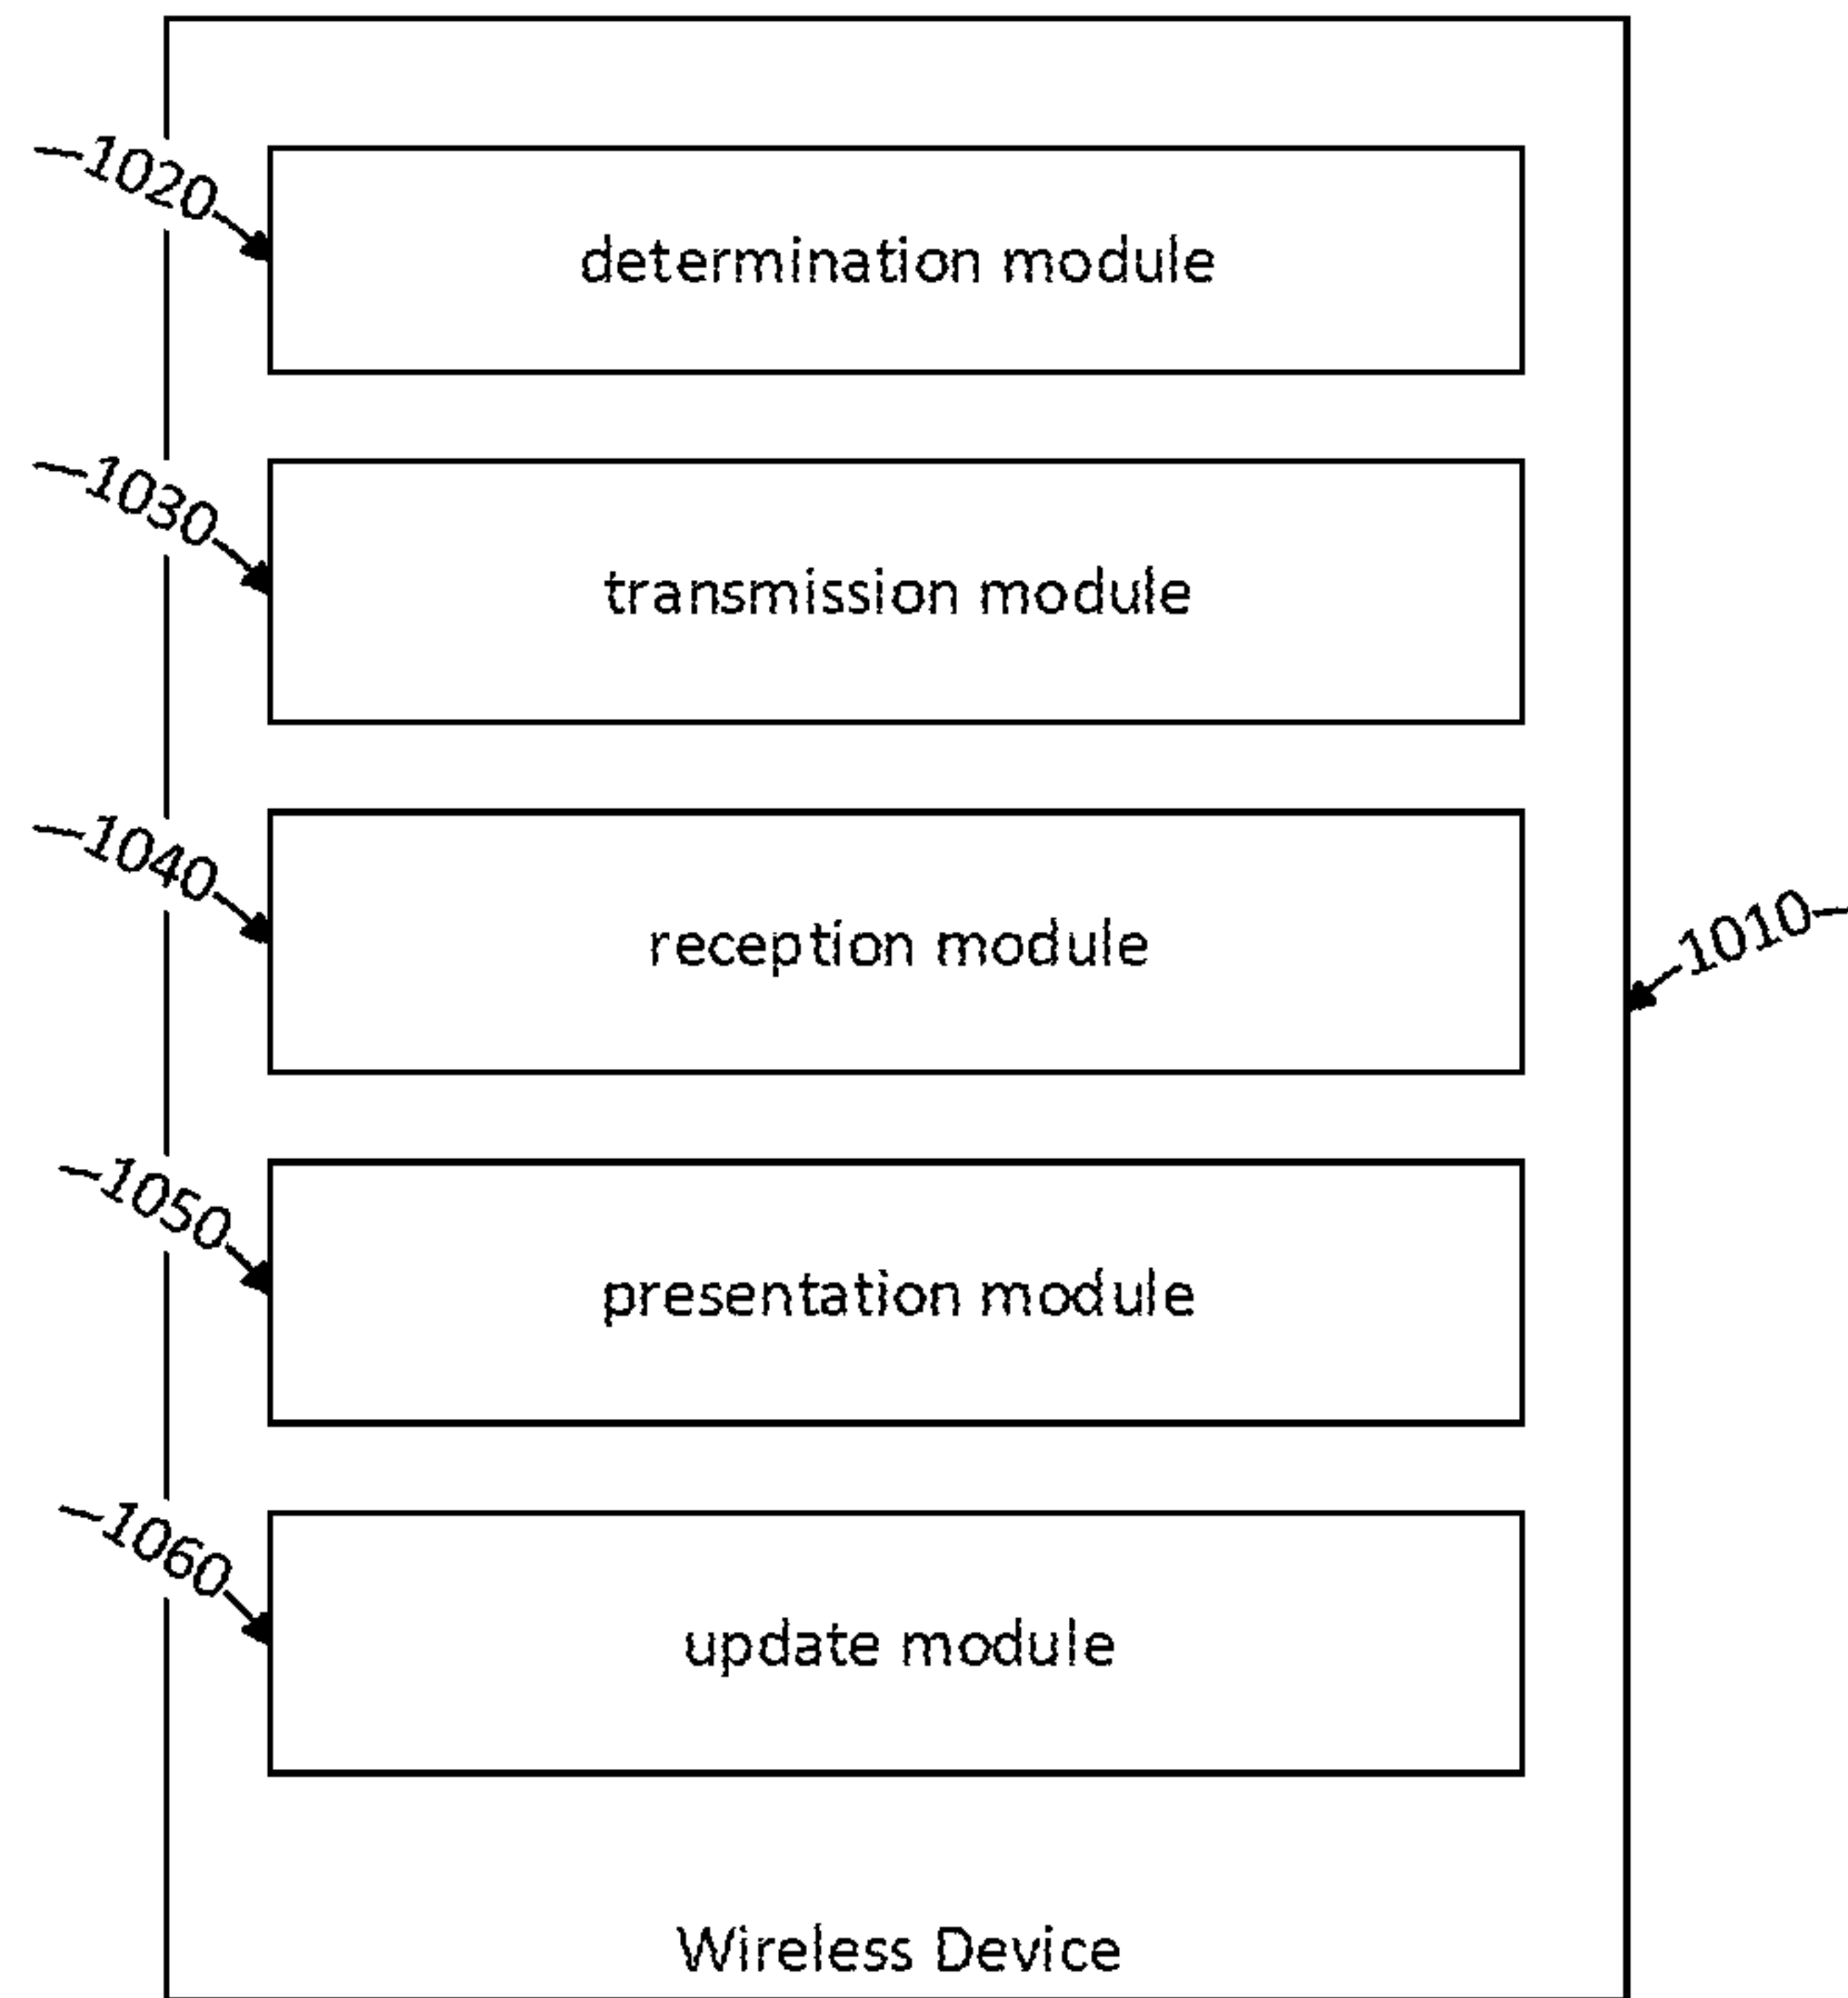 1020
determination module
1030
transmission module
1040
reception module
1010
1050
presentation module
1060
update module
Wireless Device